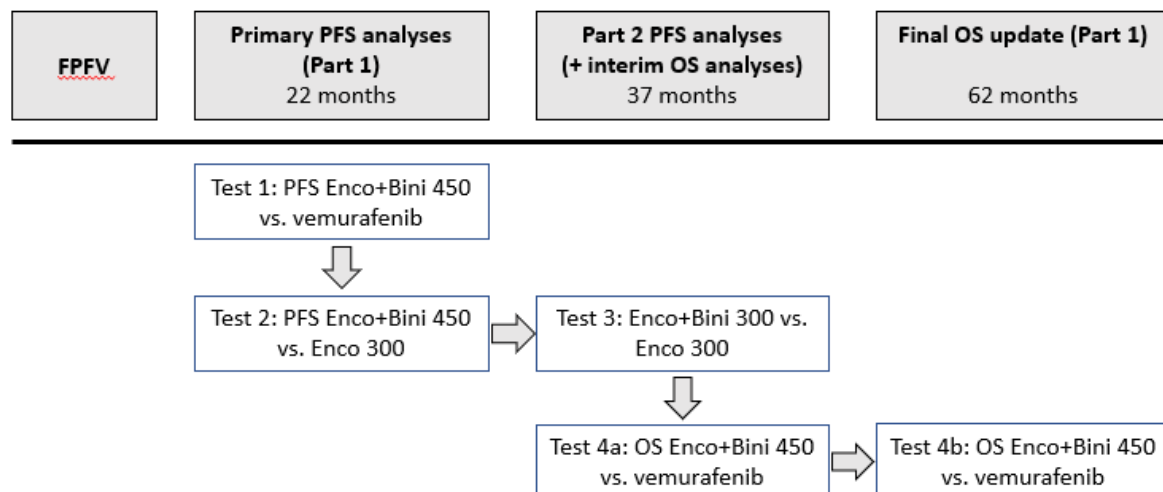 FPFV
Primary PFS analyses
(Part 1)
22 months
Part 2 PFS analyses
(+ interim OS analyses)
37 months
Final OS update (Part 1)
62 months
Test 1: PFS Enco+Bini 450
vs. vemurafenib
Test 2: PFS Enco+Bini 450
vs. Enco 300
Test 3: Enco+Bini 300 vs.
Enco 300
Test 4a: OS Enco+Bini 450
vs. vemurafenib
Test 4b: OS Enco+Bini 450
vs. vemurafenib